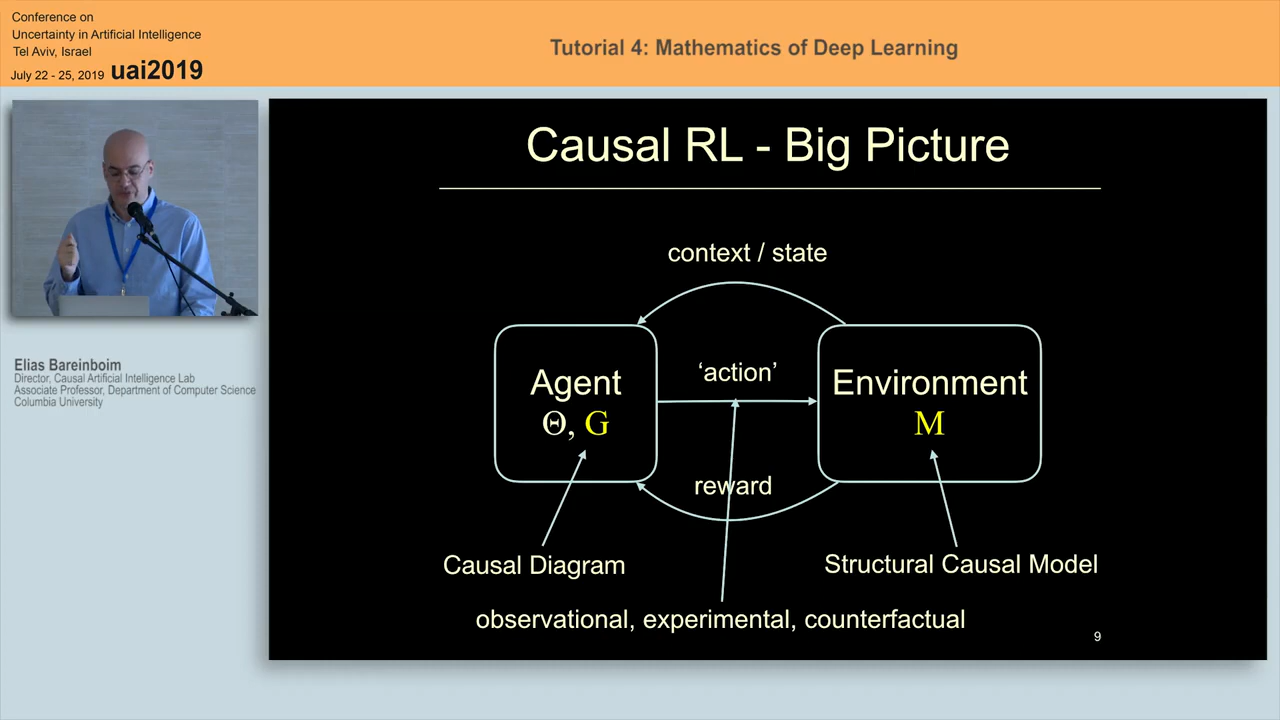 Conference on
Uncertainty in Artificial Intelligence
Tel Aviv, Israel
July 22 - 25, 2019 uai2019
Tutorial 4: Mathematics of Deep Learning
Elias Bareinboim
Director, Causal Artificial Intelligence Lab
Associate Professor, Department of Computer Science
Columbia University
Causal RL - Big Picture
context / state
Agent
Θ, G
‘action’
Environment
M
reward
Causal Diagram
Structural Causal Model
observational, experimental, counterfactual
9